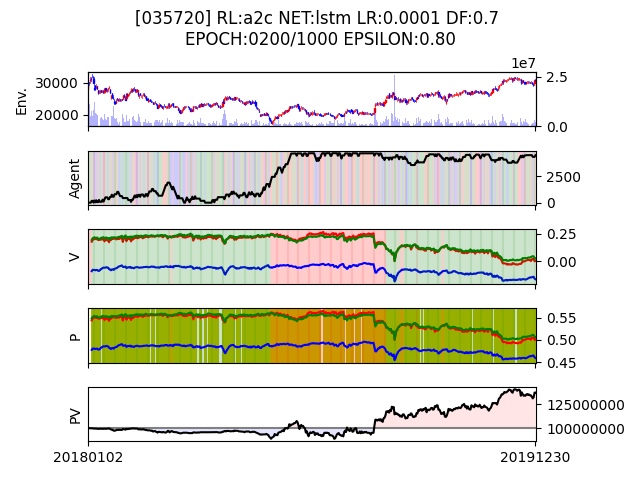 [035720] RL:a2c NET:lstm LR:0.0001 DF:0.7
EPOCH:0200/1000 EPSILON:0.80
1e7
Env.
30000
20000
2.5
0.0
Agent
2500
0
V
0.25
0.00
P
0.55
0.50
0.45
PV
125000000
100000000
20180102
20191230